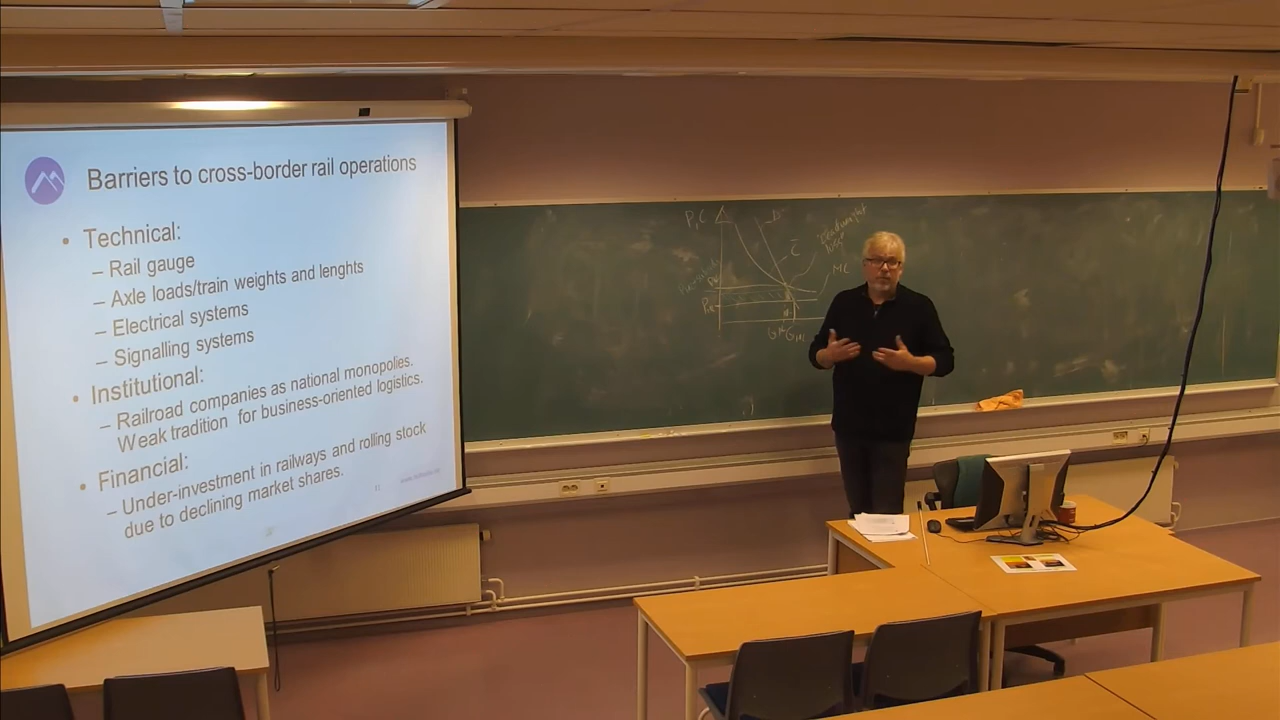 Barriers to cross-border rail operations
• Technical:
– Rail gauge
– Axle loads/train weights and lenghts
– Electrical systems
– Signalling systems
• Institutional:
– Railroad companies as national monopolies.
Weak tradition for business-oriented logistics.
• Financial:
– Under-investment in railways and rolling stock
due to declining market shares.
P,C
D
C
MC